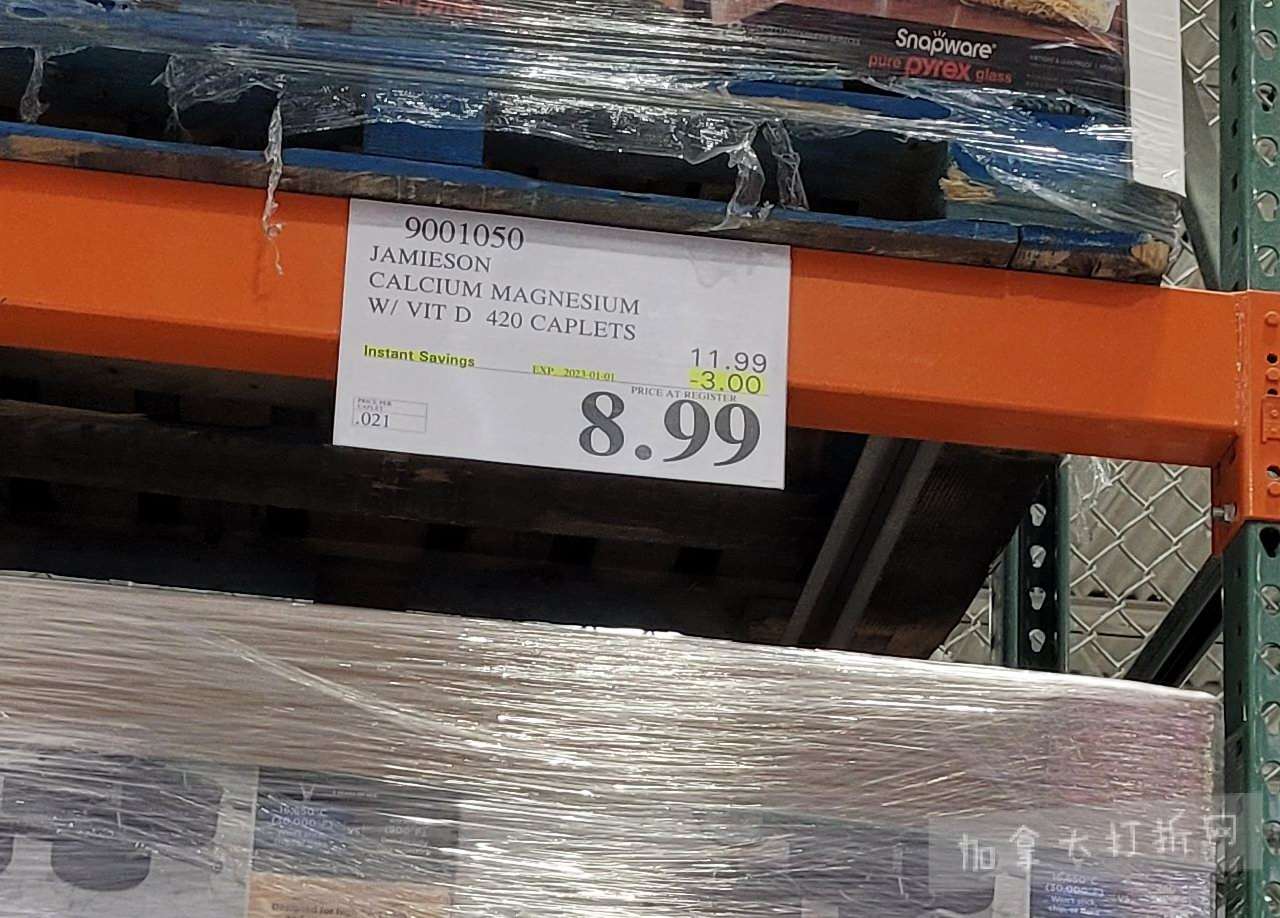 Snapware
pure pyrex glass
9001050
JAMIESON
CALCIUM MAGNESIUM
W/ VIT D 420 CAPLETS
11.99
Instant Savings
EXP 2023-01-01
-3.00
PRICE AT REGISTER
8.99
PRICE PER
CAPLET
.021
加拿大打折网